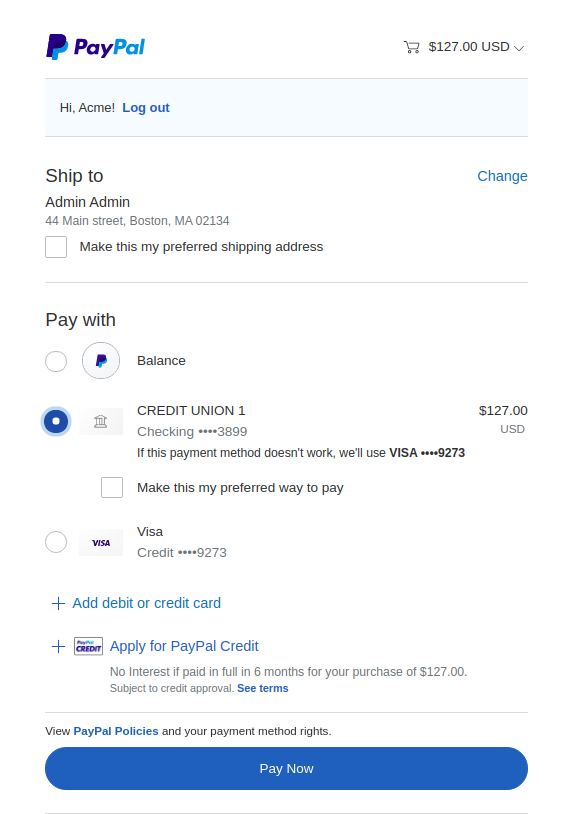 PayPal
$127.00 USD
Hi, Acme! Log out
Ship to
Change
Admin Admin
44 Main street, Boston, MA 02134
Make this my preferred shipping address
Pay with
Balance
CREDIT UNION 1
$127.00
Checking ••••3899
USD
If this payment method doesn't work, we'll use VISA ••••9273
Make this my preferred way to pay
Visa
VISA
Credit ••••9273
Add debit or credit card
PayPal
CREDIT
Apply for PayPal Credit
No Interest if paid in full in 6 months for your purchase of $127.00.
Subject to credit approval. See terms
View PayPal Policies and your payment method rights.
Pay Now